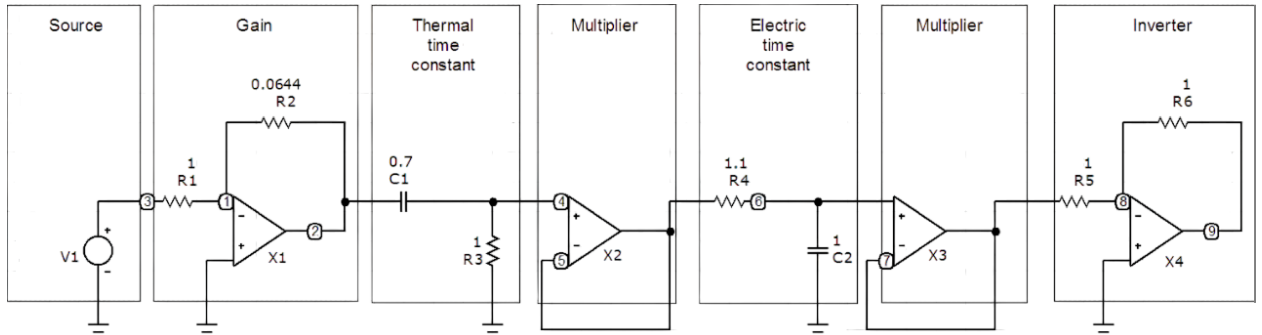 Source
Gain
Thermal
time
constant
Multiplier
Electric
time
constant
Multiplier
Inverter
0.0644
R2
1
R6
0.7
C1
1
R1
1.1
R4
1
R5
3
1
2
4
5
6
7
8
9
-
+
+
-
+
-
-
+
+
-
V1
X1
1
R3
X2
1
C2
X3
X4